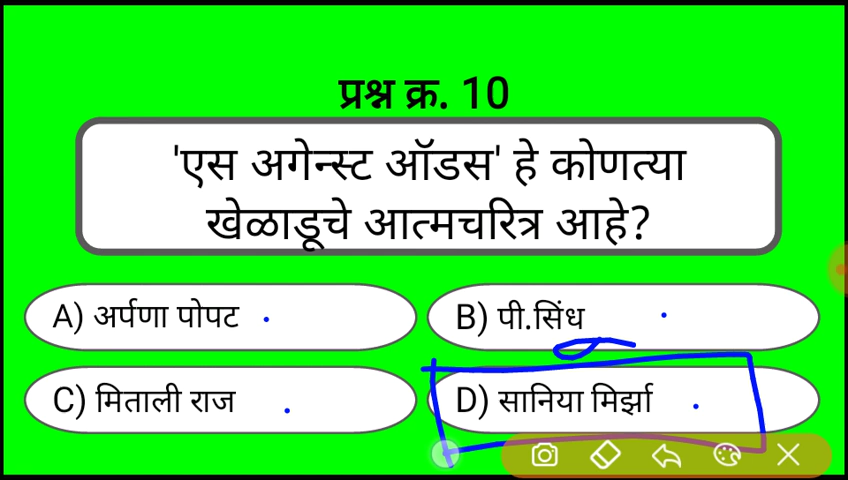 प्रश्न क्र. 10
'एस अगेन्स्ट ऑडस' हे कोणत्या
खेळाडूचे आत्मचरित्र आहे?
A) अर्पणा पोपट
B) पी.सिंध
C) मिताली राज
D) सानिया मिर्झा